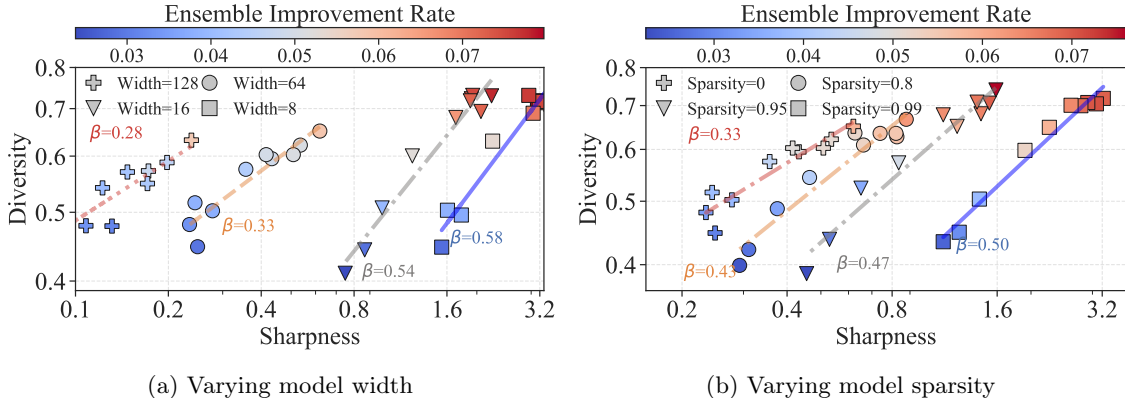 Ensemble Improvement Rate
0.03 0.04 0.05 0.06 0.07
Diversity
0.8
0.7
0.6
0.5
0.4
Width=128
Width=64
Width=16
Width=8
β=0.28
β=0.33
β=0.58
β=0.54
0.1 0.2 0.4 0.8 1.6 3.2
Sharpness
(a) Varying model width
Ensemble Improvement Rate
0.03 0.04 0.05 0.06 0.07
Diversity
0.8
0.7
0.6
0.5
0.4
Sparsity=0
Sparsity=0.8
Sparsity=0.95
Sparsity=0.99
β=0.33
β=0.50
β=0.47
β=0.43
0.2 0.4 0.8 1.6 3.2
Sharpness
(b) Varying model sparsity